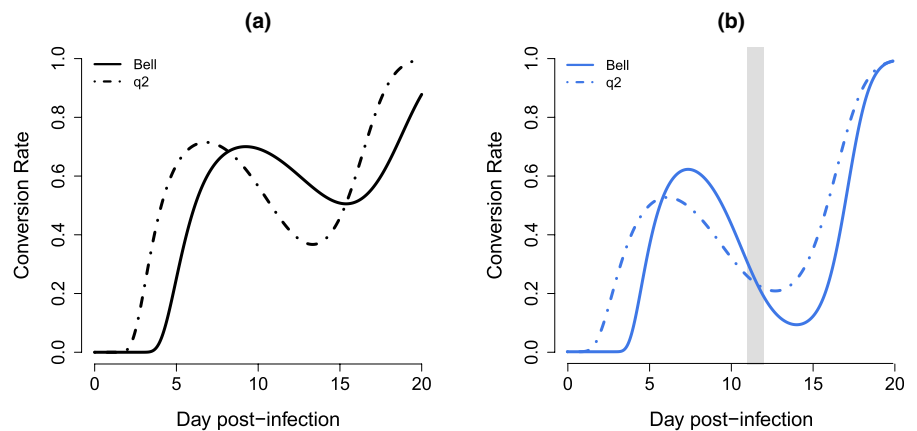 (a)
Conversion Rate
1.0
0.8
0.6
0.4
0.2
0.0
Bell
q2
0 5 10 15 20
Day post−infection
(b)
Conversion Rate
1.0
0.8
0.6
0.4
0.2
0.0
Bell
q2
0 5 10 15 20
Day post−infection